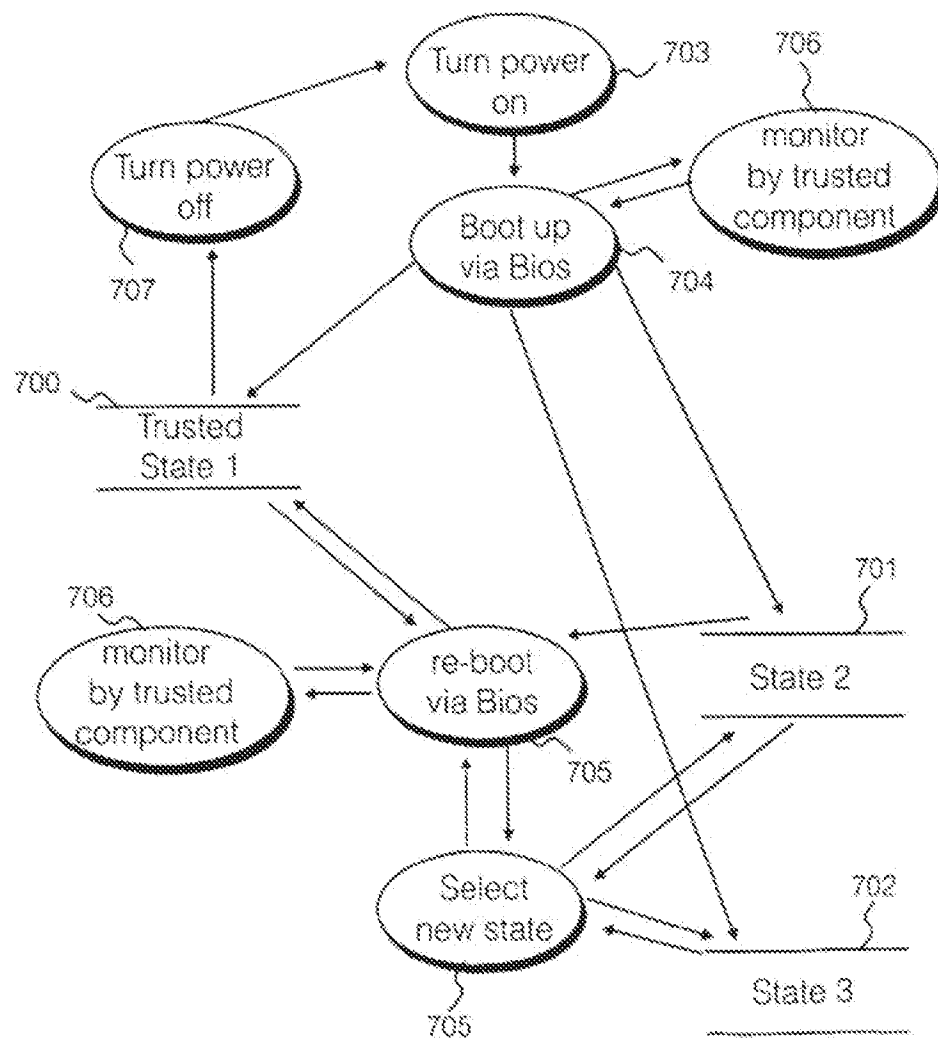 Turn power
on
703
706
monitor
by trusted
component
Turn power
off
707
Boot up
via Bios
704
700
Trusted
State 1
701
State 2
706
monitor
by trusted
component
re-boot
via Bios
705
Select
new state
705
702
State 3